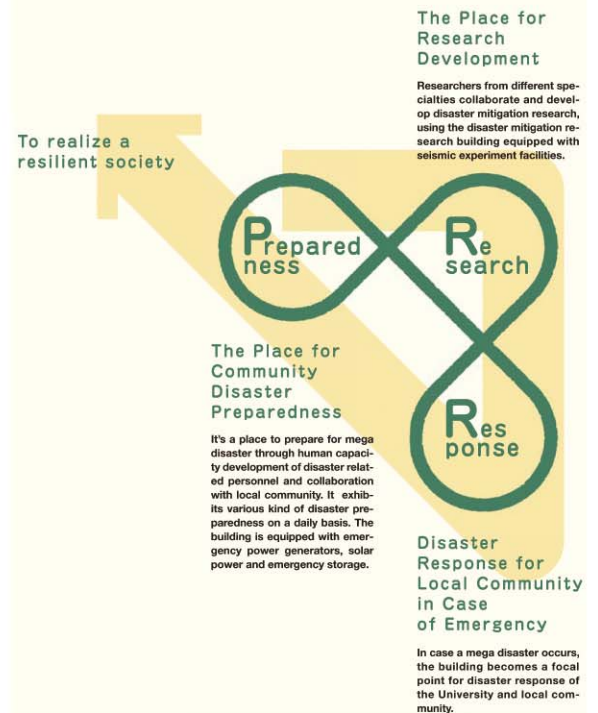 The Place for
Research
Development
Researchers from different spe-
cialties collaborate and devel-
op disaster mitigation research,
using the disaster mitigation re-
search building equipped with
seismic experiment facilities.
To realize a
resilient society
Prepared
ness
Re
search
The Place for
Community
Disaster
Preparedness
It's a place to prepare for mega
disaster through human capaci-
ty development of disaster relat-
ed personnel and collaboration
with local community. It exhib-
its various kind of disaster pre-
paredness on a daily basis. The
building is equipped with emer-
gency power generators, solar
power and emergency storage.
Res
ponse
Disaster
Response for
Local Community
in Case
of Emergency
In case a mega disaster occurs,
the building becomes a focal
point for disaster response of
the University and local com-
munity.